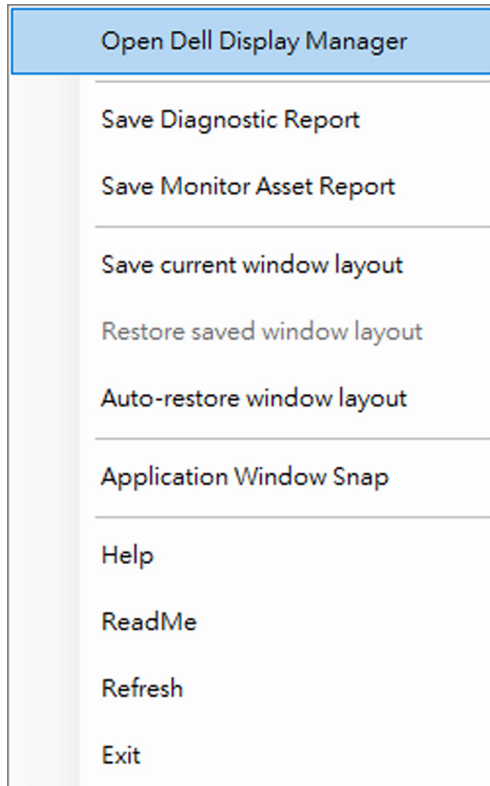 Open Dell Display Manager
Save Diagnostic Report
Save Monitor Asset Report
Save current window layout
Restore saved window layout
Auto-restore window layout
Application Window Snap
Help
ReadMe
Refresh
Exit